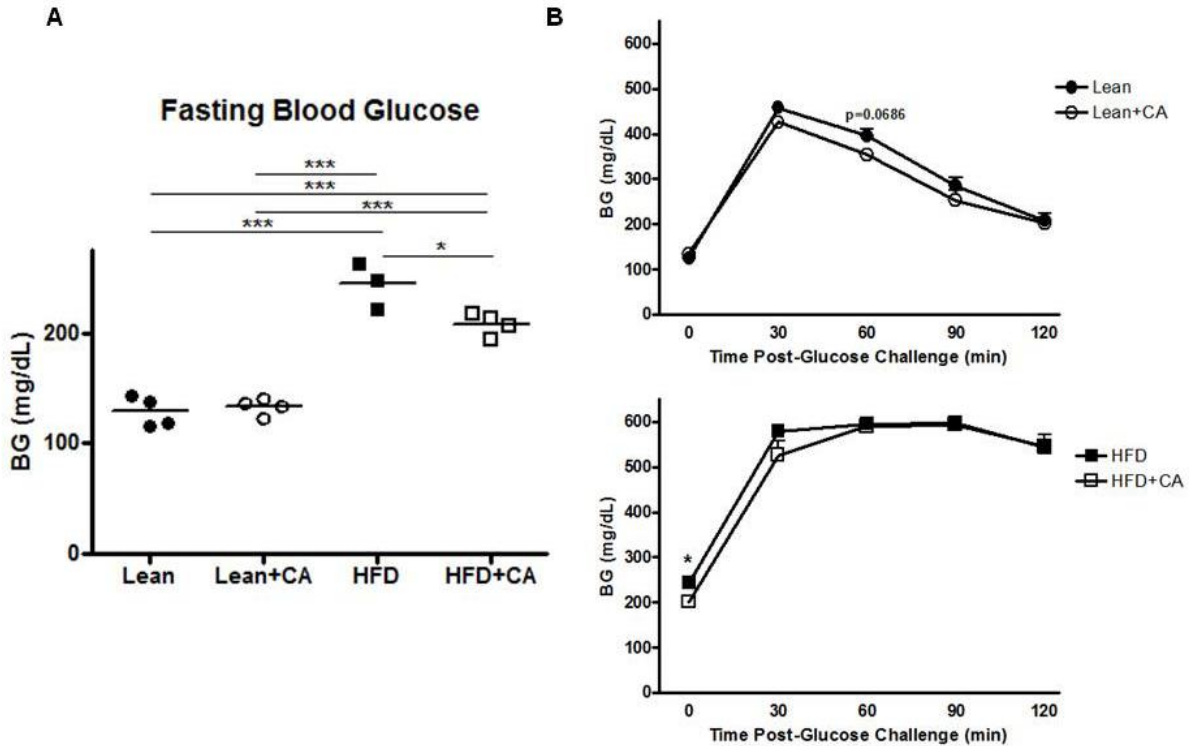 A
Fasting Blood Glucose
***
***
***
***
*
BG (mg/dL)
200
100
0
Lean
Lean+CA
HFD
HFD+CA
B
BG (mg/dL)
600
500
400
300
200
100
0
p=0.0686
Lean
Lean+CA
0 30 60 90 120
Time Post-Glucose Challenge (min)
BG (mg/dL)
600
500
400
300
200
100
0
*
HFD
HFD+CA
0 30 60 90 120
Time Post-Glucose Challenge (min)